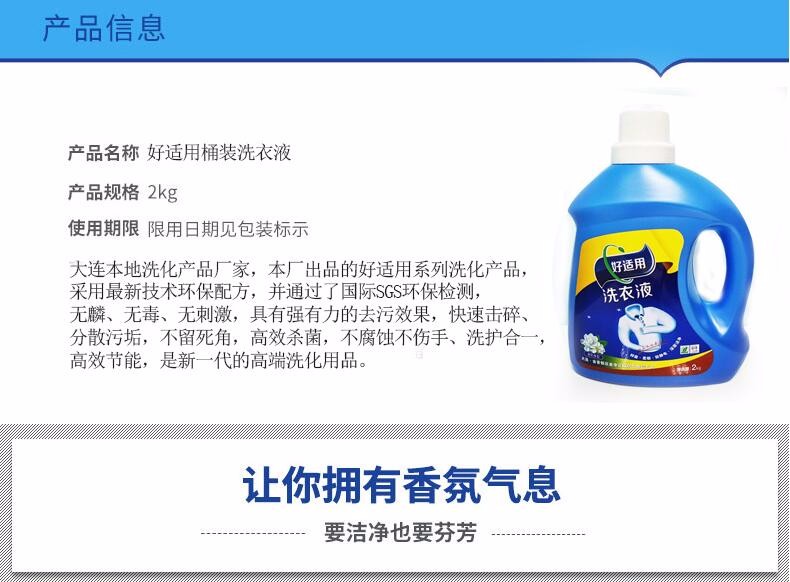 产品信息
产品名称 好适用桶装洗衣液
产品规格 2kg
使用期限 限用日期见包装标示
大连本地洗化产品厂家，本厂出品的好适用系列洗化产品，
采用最新技术环保配方，并通过了国际SGS环保检测，
无麟、无毒、无刺激，具有强有力的去污效果，快速击碎、
分散污垢，不留死角，高效杀菌，不腐蚀不伤手、洗护合一，
高效节能，是新一代的高端洗化用品。
好适用
洗衣液
2kg
让你拥有香氛气息
要洁净也要芬芳